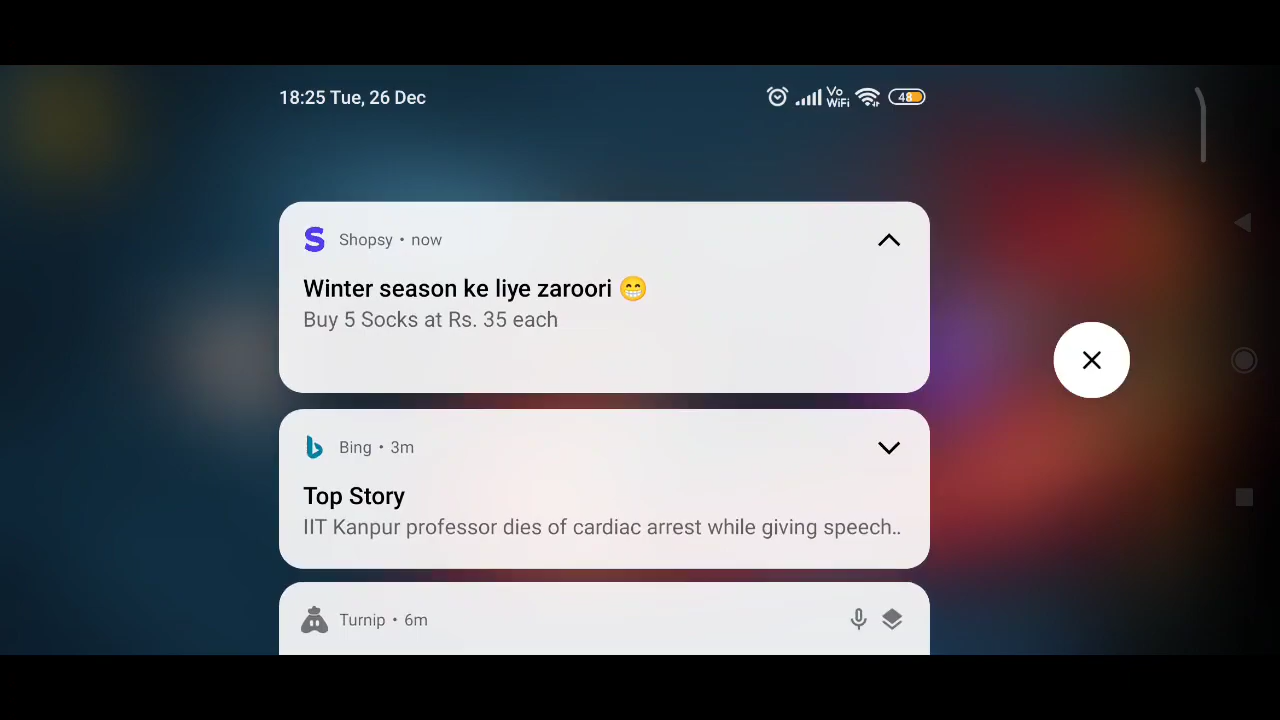 18:25 Tue, 26 Dec
Vo WiFi
48
Shopsy • now
Winter season ke liye zaroori 😁
Buy 5 Socks at Rs. 35 each
Bing • 3m
Top Story
IIT Kanpur professor dies of cardiac arrest while giving speech..
Turnip • 6m